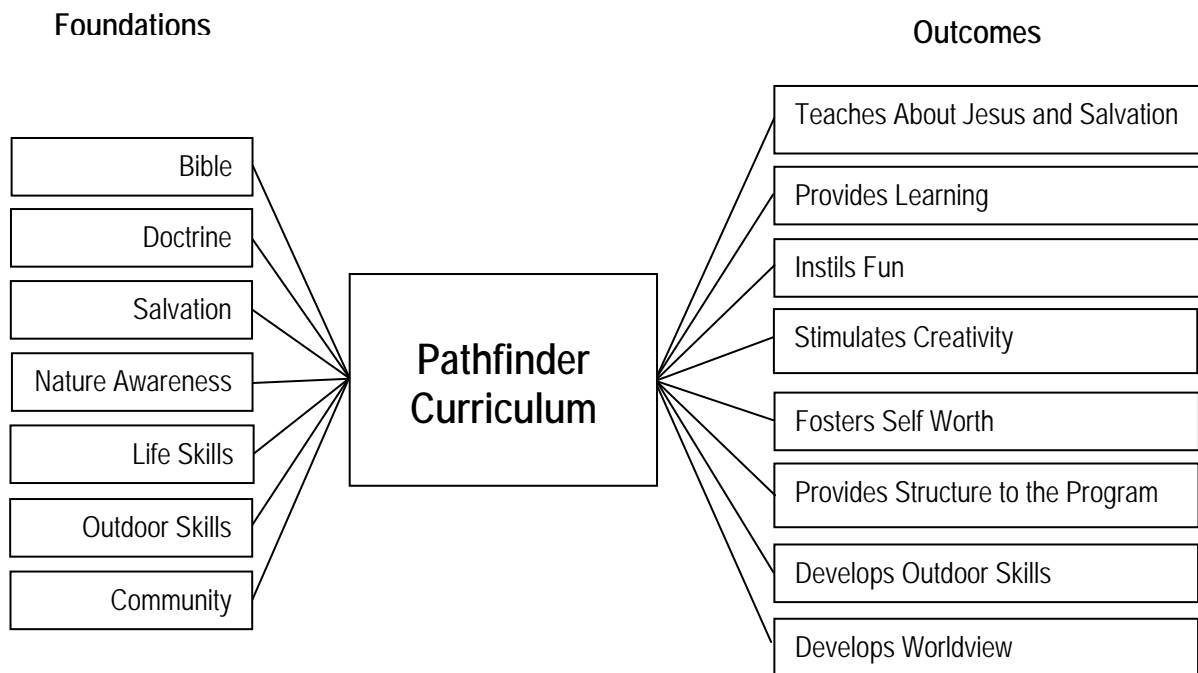 Foundations
Bible
Doctrine
Salvation
Nature Awareness
Life Skills
Outdoor Skills
Community
Pathfinder
Curriculum
Outcomes
Teaches About Jesus and Salvation
Provides Learning
Instils Fun
Stimulates Creativity
Fosters Self Worth
Provides Structure to the Program
Develops Outdoor Skills
Develops Worldview